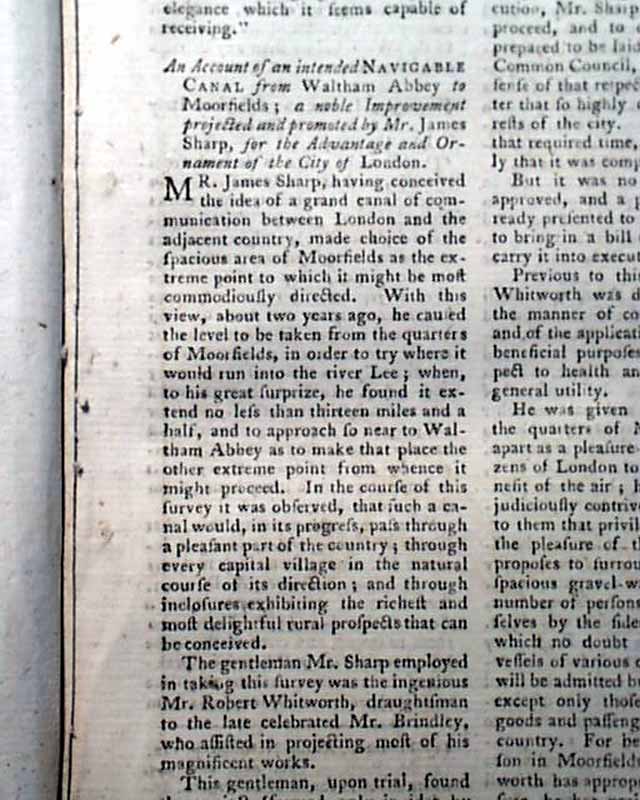 elegance which it ſeems capable of
receiving."
An Account of an intended NAVIGABLE
CANAL from Waltham Abbey to
Moorfields; a noble Improvement
projected and promoted by Mr. James
Sharp, for the Advantage and Or-
nament of the City of London.
MR. James Sharp, having conceived
the idea of a grand canal of com-
munication between London and the
adjacent country, made choice of the
ſpacious area of Moorfields as the ex-
treme point to which it might be moſt
commodiouſly directed. With this
view, about two years ago, he cauſed
the level to be taken from the quarters
of Moorfields, in order to try where it
would run into the river Lee; when,
to his great ſurprize, he found it ex-
tend no leſs than thirteen miles and a
half, and to approach ſo near to Wal-
tham Abbey as to make that place the
other extreme point from whence it
might proceed. In the courſe of this
ſurvey it was obſerved, that ſuch a ca-
nal would, in its progreſs, paſs through
a pleaſant part of the country; through
every capital village in the natural
courſe of its direction; and through
incloſures exhibiting the richeſt and
moſt delightful rural proſpects that can
be conceived.
The gentleman Mr. Sharp employed
in taking this ſurvey was the ingenious
Mr. Robert Whitworth, draughtſman
to the late celebrated Mr. Brindley,
who aſſiſted in projecting moſt of his
magnificent works.
This gentleman, upon trial, found
cution, Mr. Sharp
proceed, and to
prepared to be laid
Common Council,
ſenſe of that reſpec
ter that ſo highly
reſts of the city.
that required time,
ly that it was comp
But it was no
approved, and a p
ready preſented to
to bring in a bill
carry it into execut
Previous to this
Whitworth was d
the manner of co
and of the applicati
beneficial purpoſes
pect to health an
general utility.
He was given
the quarters of M
apart as a pleaſure
zens of London to
nefit of the air; h
judiciouſly contriv
to them that privil
the pleaſure of th
propoſes to ſurrou
ſpacious gravel-w
number of perſons
ſelves by the ſide
which no doubt
veſſels of various
will be admitted b
except only thoſe
goods and paſſeng
country. For be
ſon in Moorfields
worth has approp